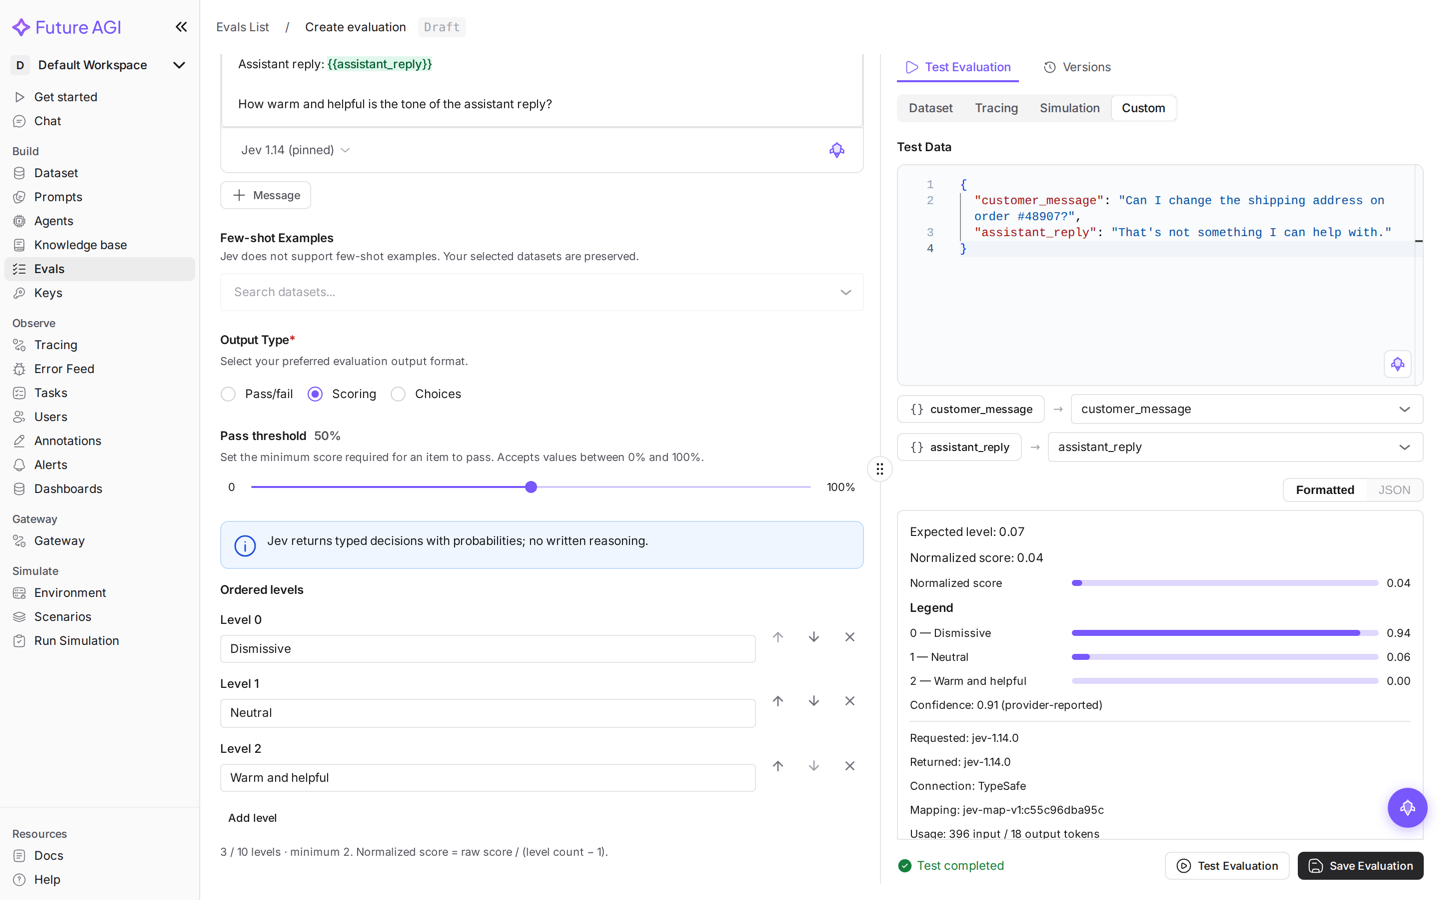 Future AGI
D Default Workspace
Get started
Chat
Build
Dataset
Prompts
Agents
Knowledge base
Evals
Keys
Observe
Tracing
Error Feed
Tasks
Users
Annotations
Alerts
Dashboards
Gateway
Gateway
Simulate
Environment
Scenarios
Run Simulation
Resources
Docs
Help
Evals List / Create evaluation Draft
Assistant reply: {{assistant_reply}}
How warm and helpful is the tone of the assistant reply?
Jev 1.14 (pinned)
Message
Few-shot Examples
Jev does not support few-shot examples. Your selected datasets are preserved.
Search datasets...
Output Type*
Select your preferred evaluation output format.
Pass/fail Scoring Choices
Pass threshold 50%
Set the minimum score required for an item to pass. Accepts values between 0% and 100%.
0 100%
Jev returns typed decisions with probabilities; no written reasoning.
Ordered levels
Level 0
Dismissive
Level 1
Neutral
Level 2
Warm and helpful
Add level
3 / 10 levels · minimum 2. Normalized score = raw score / (level count − 1).
Test Evaluation Versions
Dataset Tracing Simulation Custom
Test Data
1 {
2 "customer_message": "Can I change the shipping address on
order #48907?",
3 "assistant_reply": "That's not something I can help with."
4 }
{} customer_message → customer_message
{} assistant_reply → assistant_reply
Formatted JSON
Expected level: 0.07
Normalized score: 0.04
Normalized score 0.04
Legend
0 — Dismissive 0.94
1 — Neutral 0.06
2 — Warm and helpful 0.00
Confidence: 0.91 (provider-reported)
Requested: jev-1.14.0
Returned: jev-1.14.0
Connection: TypeSafe
Mapping: jev-map-v1:c55c96dba95c
Usage: 396 input / 18 output tokens
Test completed
Test Evaluation
Save Evaluation